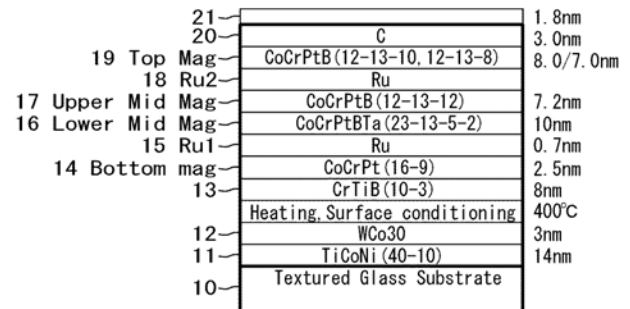 21 1.8nm
20 C 3.0nm
19 Top Mag CoCrPtB(12-13-10, 12-13-8) 8.0/7.0nm
18 Ru2 Ru
17 Upper Mid Mag CoCrPtB(12-13-12) 7.2nm
16 Lower Mid Mag CoCrPtBTa(23-13-5-2) 10nm
15 Ru1 Ru 0.7nm
14 Bottom mag CoCrPt(16-9) 2.5nm
13 CrTiB(10-3) 8nm
Heating, Surface conditioning 400℃
12 WCo30 3nm
11 TiCoNi(40-10) 14nm
10 Textured Glass Substrate